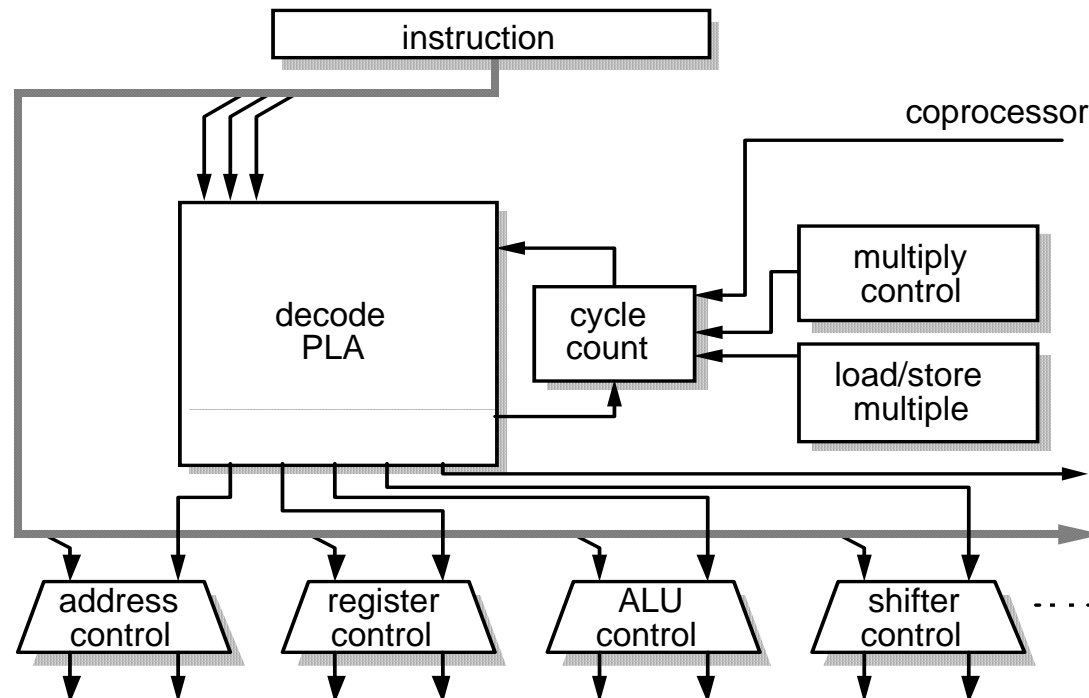 instruction
coprocessor
multiply
control
decode
PLA
cycle
count
load/store
multiple
address
control
register
control
ALU
control
shifter
control